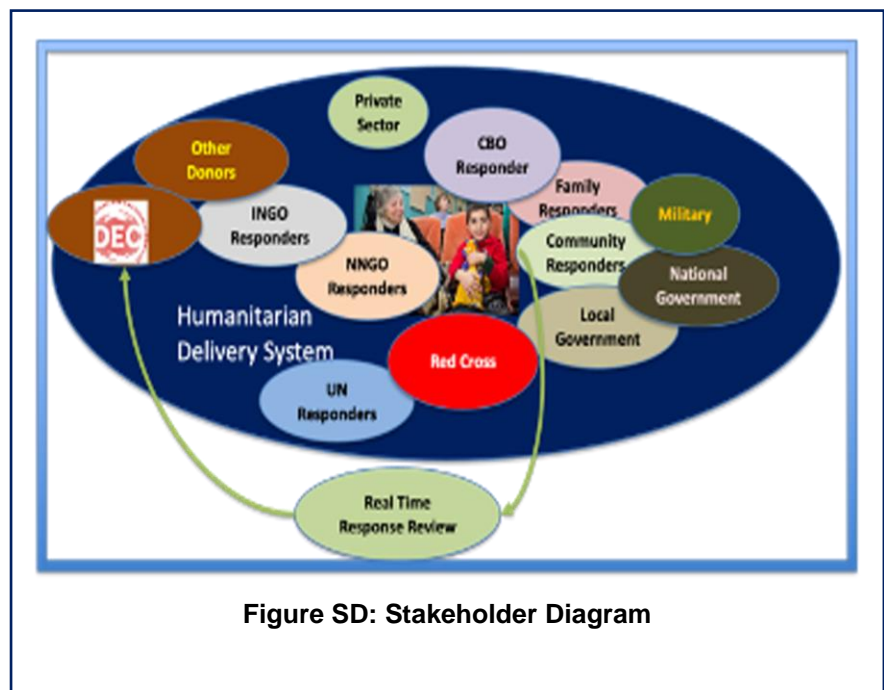 Private
Sector
CBO
Responder
Other
Donors
Family
Responders
Military
DEC
INGO
Responders
Community
Responders
NNGO
Responders
National
Government
Humanitarian
Delivery System
Local
Government
Red Cross
UN
Responders
Real Time
Response Review
Figure SD: Stakeholder Diagram